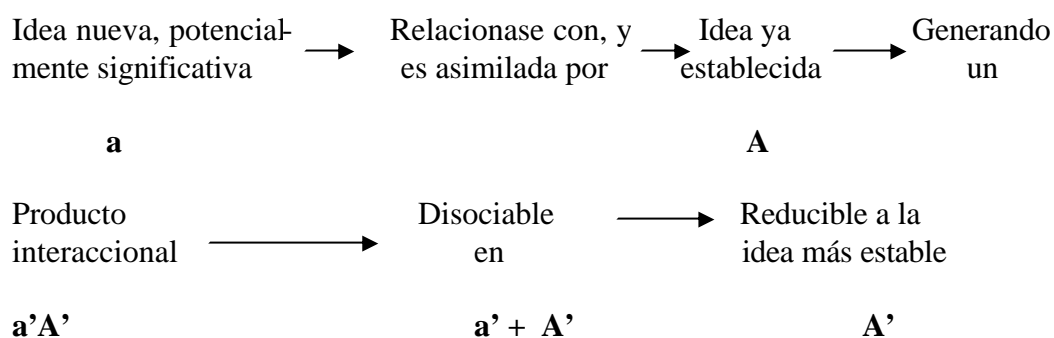 Idea nueva, potencial- Relacionase con, y Idea ya Generando
mente significativa es asimilada por establecida un
a A
Producto Disociable Reducible a la
interaccional en idea más estable
a’A’ a’ + A’ A’